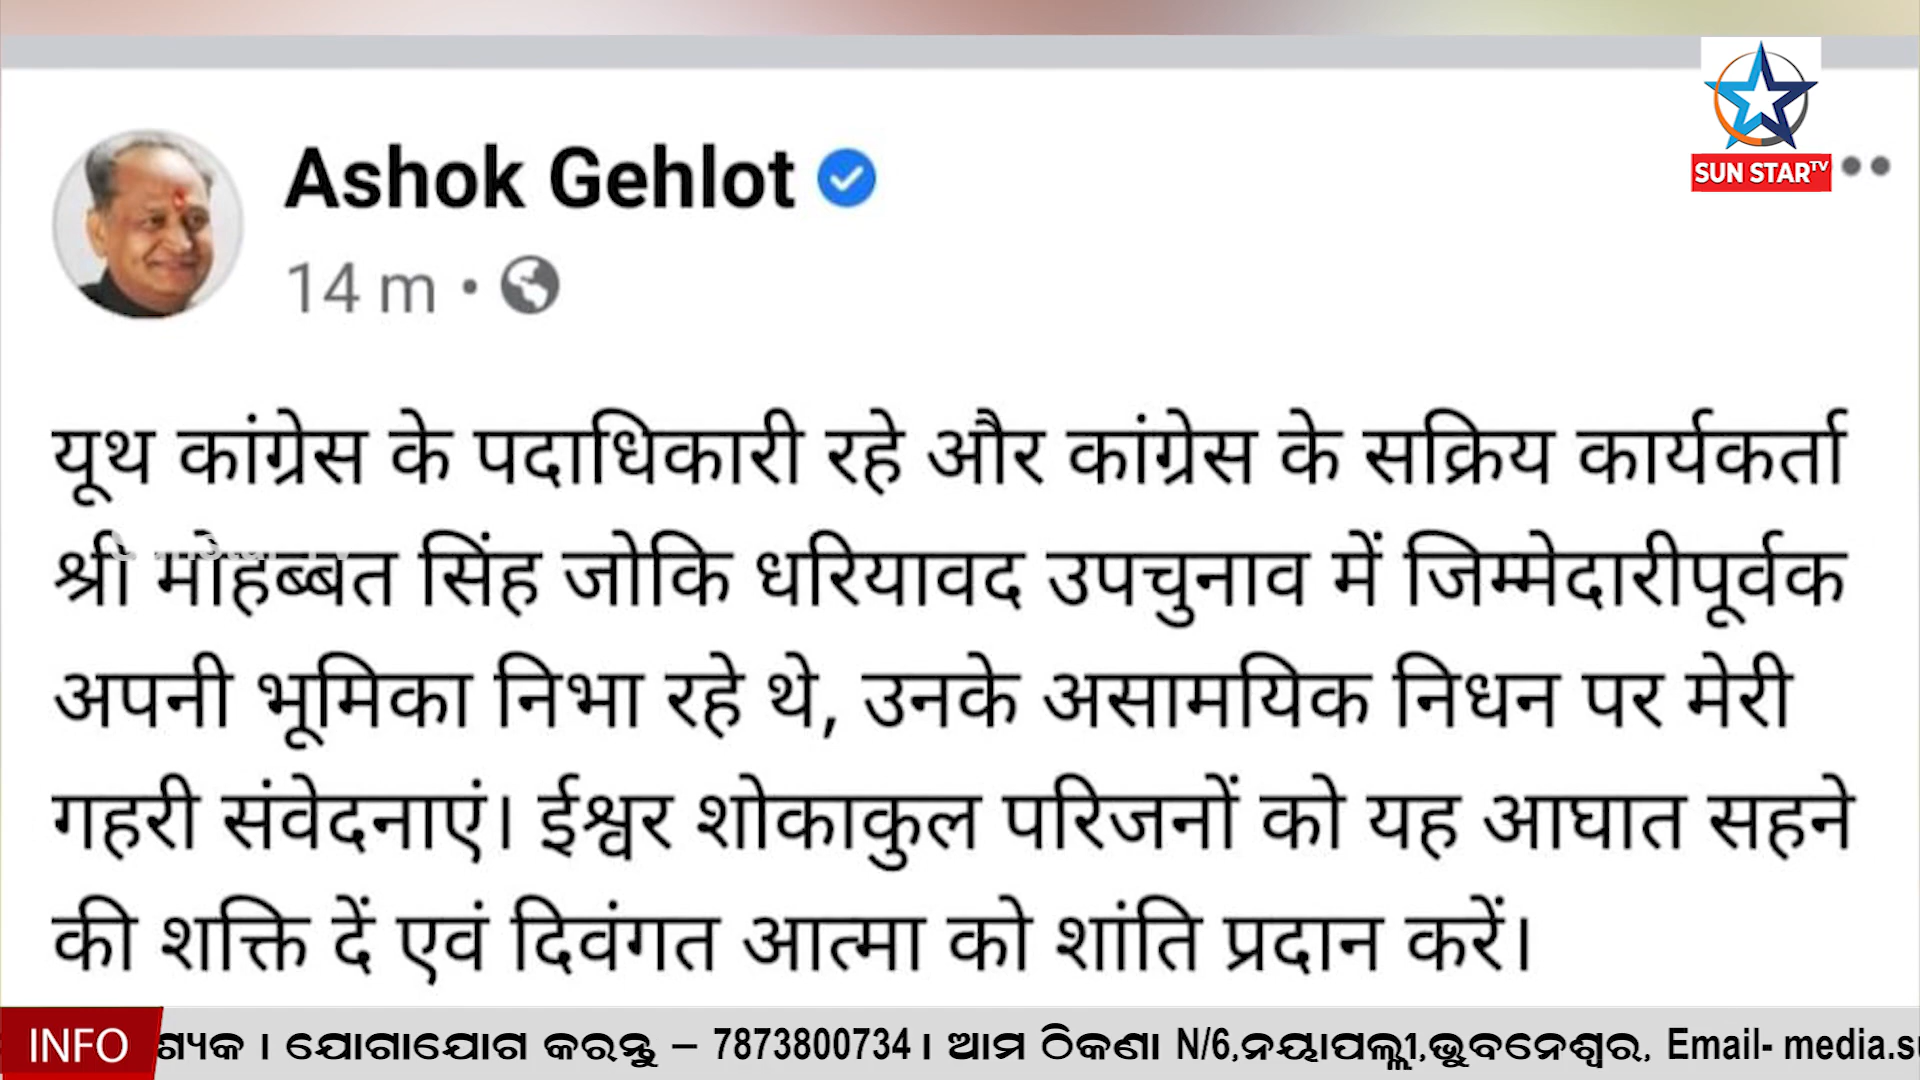 SUN STAR TV
Ashok Gehlot
14 m •
यूथ कांग्रेस के पदाधिकारी रहे और कांग्रेस के सक्रिय कार्यकर्ता
श्री मोहब्बत सिंह जोकि धरियावद उपचुनाव में जिम्मेदारीपूर्वक
अपनी भूमिका निभा रहे थे, उनके असामयिक निधन पर मेरी
गहरी संवेदनाएं। ईश्वर शोकाकुल परिजनों को यह आघात सहने
की शक्ति दें एवं दिवंगत आत्मा को शांति प्रदान करें।
INFO
ଯୋଗାଯୋଗ କରନ୍ତୁ – 7873800734 । ଆମ ଠିକଣା N/6,ନୟାପଲ୍ଲୀ,ଭୁବନେଶ୍ୱର, Email- media.s